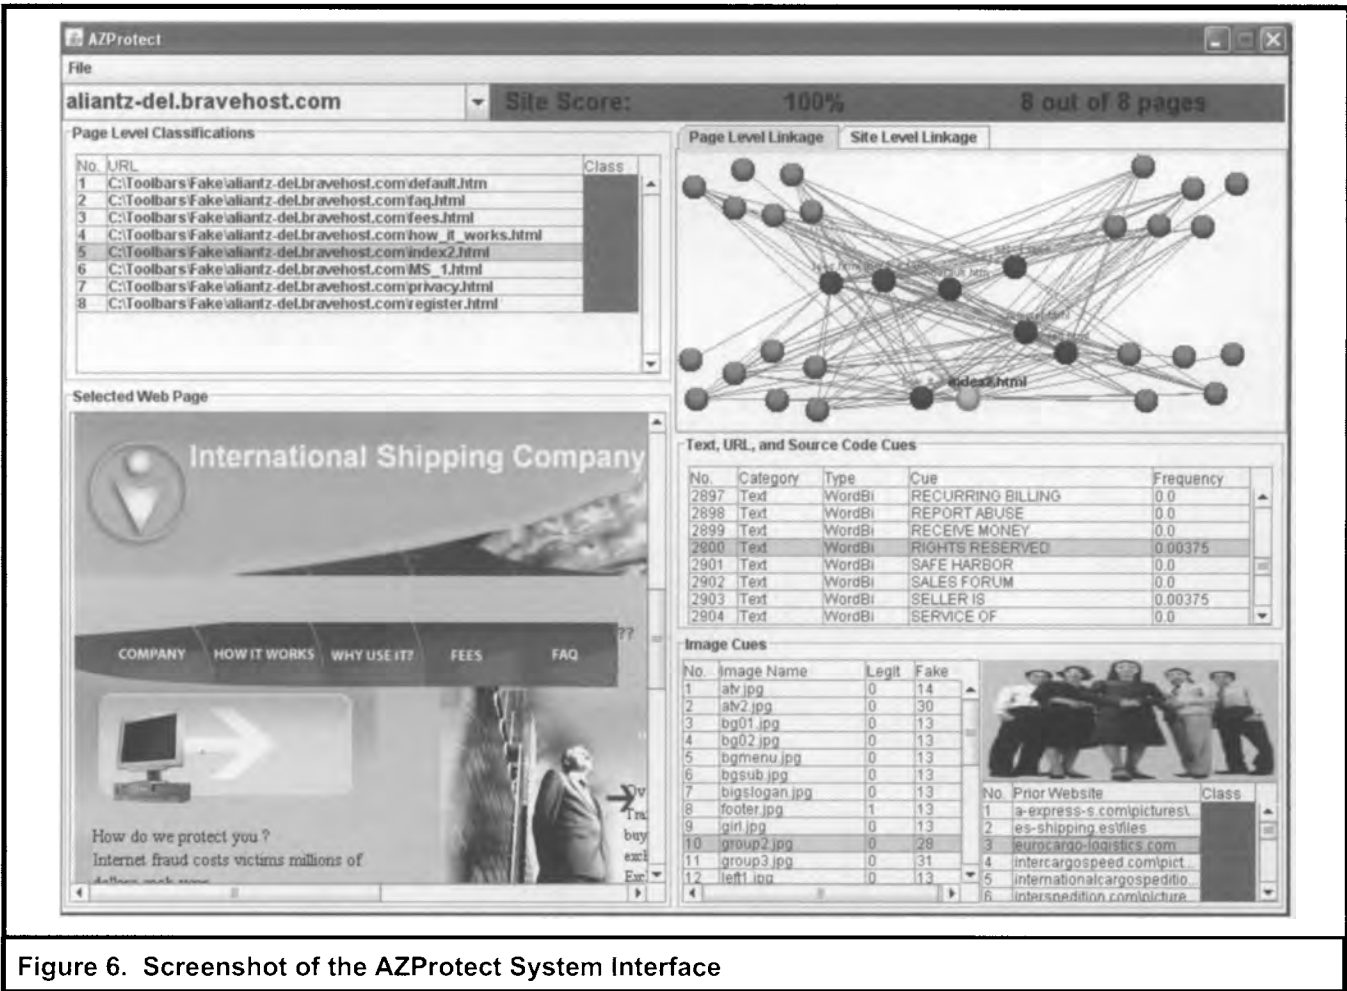 AZProtect
File
aliantz-del.bravehost.com
Site Score: 100% 8 out of 8 pages
Page Level Classifications
No. URL Class
1 C:\Toolbars\Fake\aliantz-del.bravehost.com\default.htm
2 C:\Toolbars\Fake\aliantz-del.bravehost.com\faq.html
3 C:\Toolbars\Fake\aliantz-del.bravehost.com\fees.html
4 C:\Toolbars\Fake\aliantz-del.bravehost.com\how_it_works.html
5 C:\Toolbars\Fake\aliantz-del.bravehost.com\index2.html
6 C:\Toolbars\Fake\aliantz-del.bravehost.com\MS_1.html
7 C:\Toolbars\Fake\aliantz-del.bravehost.com\privacy.html
8 C:\Toolbars\Fake\aliantz-del.bravehost.com\register.html
Selected Web Page
International Shipping Company
??
COMPANY HOW IT WORKS WHY USE IT? FEES FAQ
How do we protect you ?
Internet fraud costs victims millions of
Ov
Tra
buy
excl
Page Level Linkage Site Level Linkage
index2.html
Text, URL, and Source Code Cues
No. Category Type Cue Frequency
2897 Text WordBi RECURRING BILLING 0.0
2898 Text WordBi REPORT ABUSE 0.0
2899 Text WordBi RECEIVE MONEY 0.0
2900 Text WordBi RIGHTS RESERVED 0.00375
2901 Text WordBi SAFE HARBOR 0.0
2902 Text WordBi SALES FORUM 0.0
2903 Text WordBi SELLER IS 0.00375
2904 Text WordBi SERVICE OF 0.0
Image Cues
No. Image Name Legit Fake
1 atv.jpg 0 14
2 atv2.jpg 0 30
3 bg01.jpg 0 13
4 bg02.jpg 0 13
5 bgmenu.jpg 0 13
6 bgsub.jpg 0 13
7 bigslogan.jpg 0 13
8 footer.jpg 1 13
9 girl.jpg 0 13
10 group2.jpg 0 28
11 group3.jpg 0 31
12 left1.jpg 0 13
No. Prior Website Class
1 a-express-s.com\pictures\
2 es-shipping.es\files
3 eurocargo-logistics.com
4 intercargospeed.com\pict...
5 internationalcargospeditio...
6 interspedition.com\picture
Figure 6. Screenshot of the AZProtect System Interface